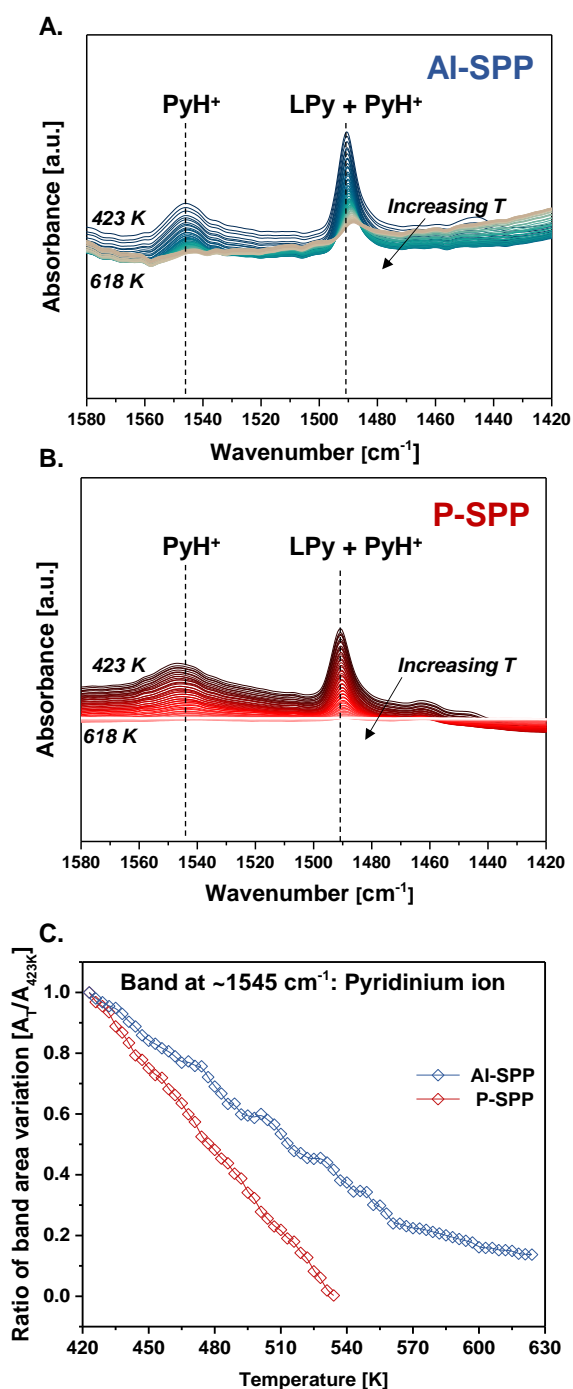 A.
Al-SPP
PyH⁺ LPy + PyH⁺
423 K
Increasing T
618 K
Absorbance [a.u.]
1580 1560 1540 1520 1500 1480 1460 1440 1420
Wavenumber [cm⁻¹]
B.
P-SPP
PyH⁺ LPy + PyH⁺
423 K
Increasing T
618 K
Absorbance [a.u.]
1580 1560 1540 1520 1500 1480 1460 1440 1420
Wavenumber [cm⁻¹]
C.
Band at ~1545 cm⁻¹: Pyridinium ion
Al-SPP
P-SPP
Ratio of band area variation [A_T/A_423K]
1.0
0.8
0.6
0.4
0.2
0.0
420 450 480 510 540 570 600 630
Temperature [K]